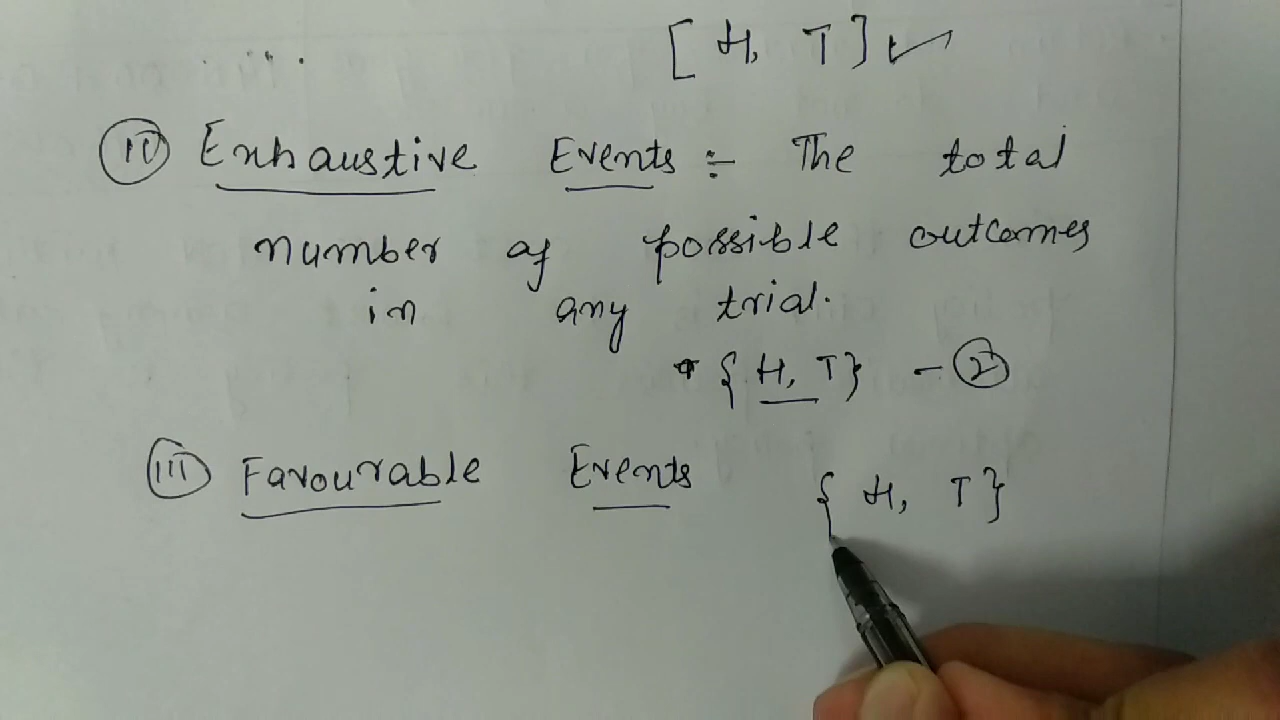 [H, T] ✓
(ii) Exhaustive Events :- The total
number of possible outcomes
in any trial.
{H, T} - (2)
(iii) Favourable Events {H, T}